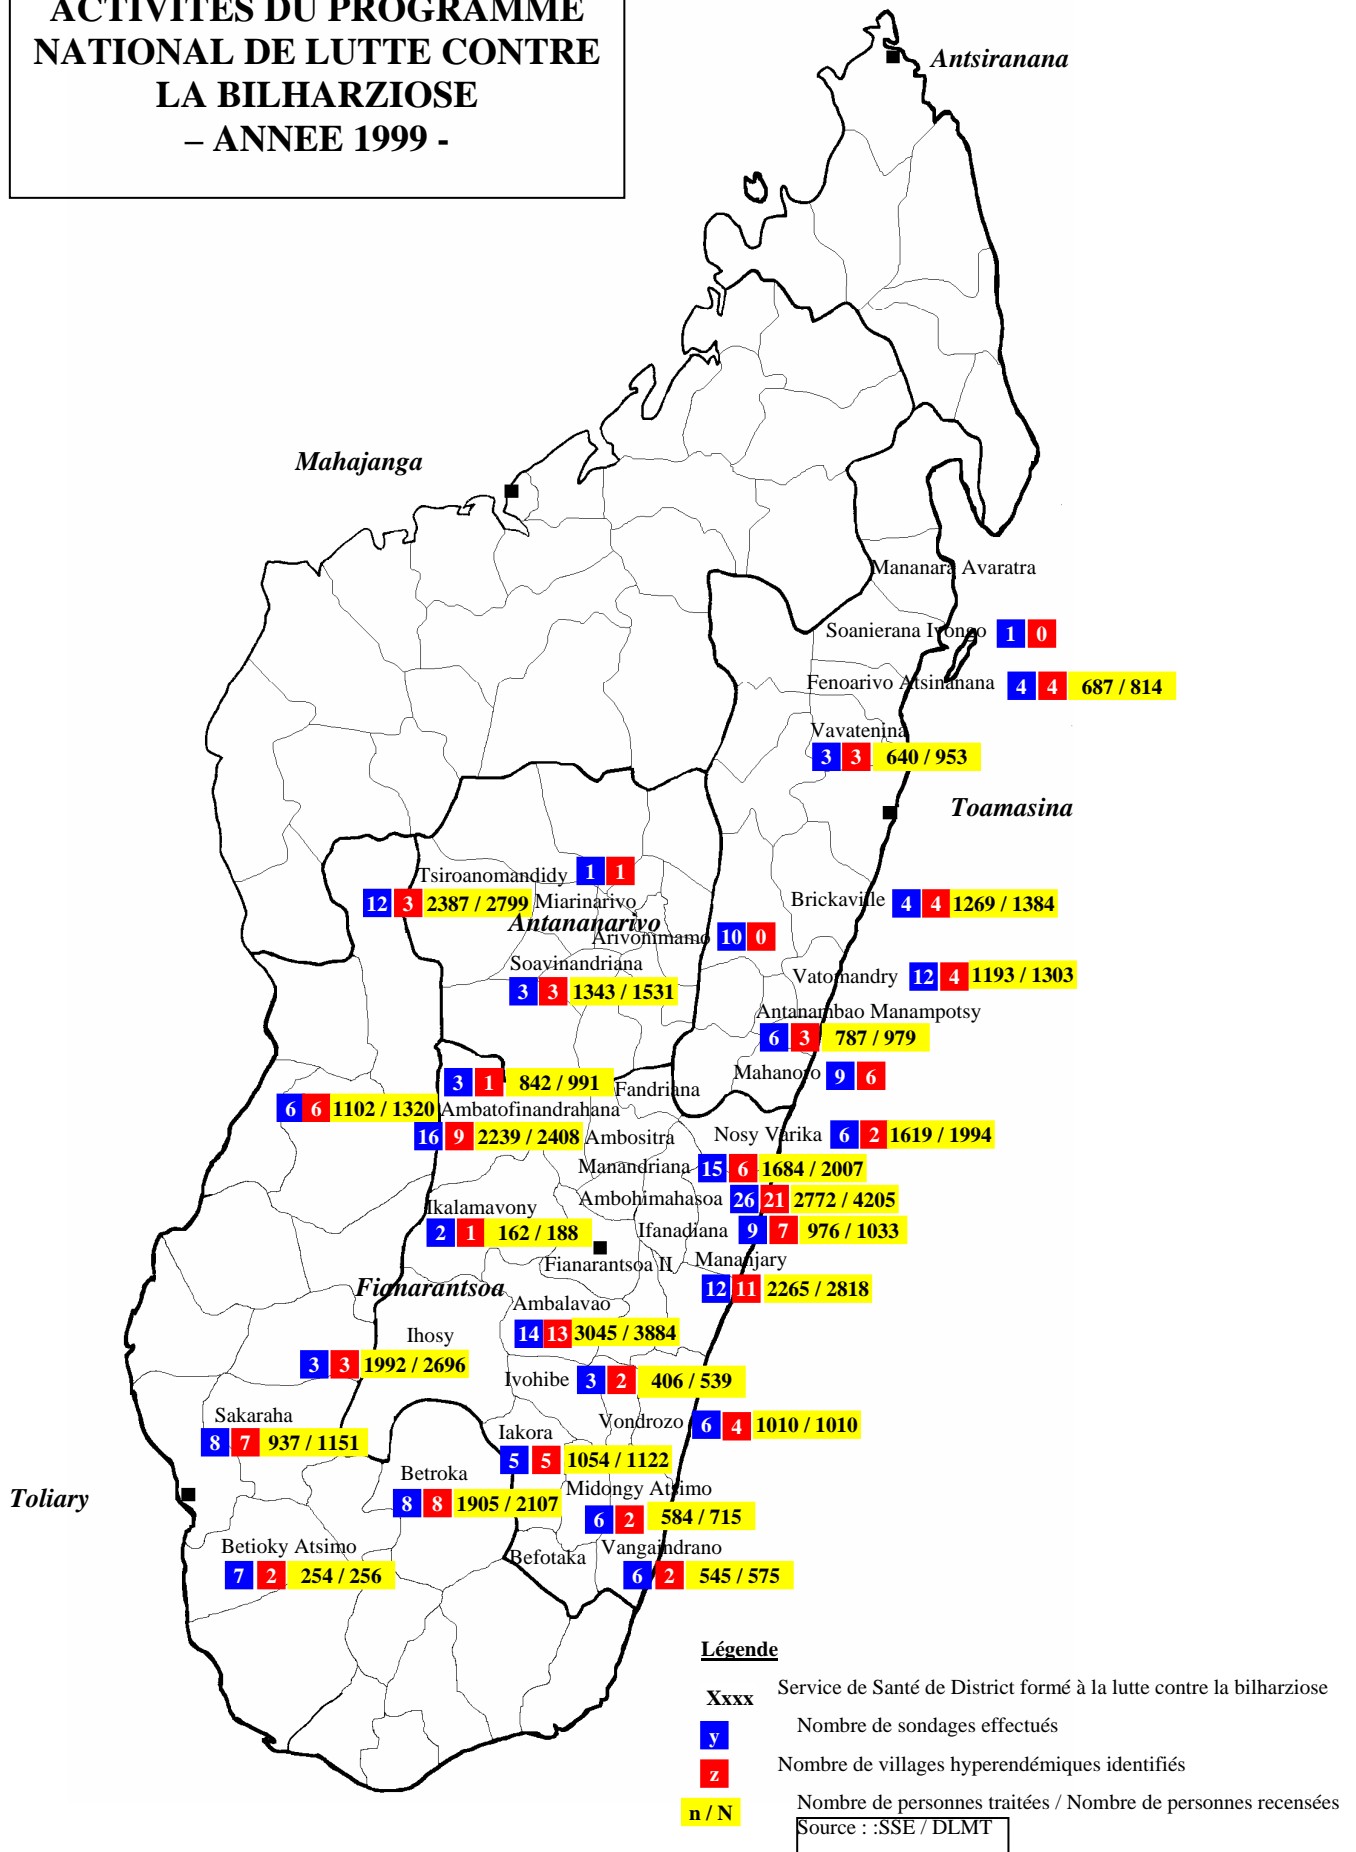 ACTIVITES DU PROGRAMME
NATIONAL DE LUTTE CONTRE
LA BILHARZIOSE
– ANNEE 1999 -
Antsiranana
Mahajanga
Mananara Avaratra
Soanierana Ivongo 1 0
Fenoarivo Atsinanana 4 4 687 / 814
Vavatenina
3 3 640 / 953
Toamasina
Tsiroanomandidy 1 1
12 3 2387 / 2799 Miarinarivo
Brickaville 4 4 1269 / 1384
Antananarivo
Arivonimamo 10 0
Soavinandriana
3 3 1343 / 1531
Vatomandry 12 4 1193 / 1303
Antanambao Manampotsy
6 3 787 / 979
Mahanoro 9 6
3 1 842 / 991 Fandriana
6 6 1102 / 1320 Ambatofinandrahana
16 9 2239 / 2408 Ambositra
Nosy Varika 6 2 1619 / 1994
Manandriana 15 6 1684 / 2007
Ambohimahasoa 26 21 2772 / 4205
Ikalamavony
2 1 162 / 188
Ifanadiana 9 7 976 / 1033
Fianarantsoa II
Mananjary
12 11 2265 / 2818
Fianarantsoa
Ambalavao
14 13 3045 / 3884
Ihosy
3 3 1992 / 2696
Ivohibe 3 2 406 / 539
Sakaraha
8 7 937 / 1151
Vondrozo 6 4 1010 / 1010
Iakora
5 5 1054 / 1122
Betroka
8 8 1905 / 2107
Toliary
Midongy Atsimo
6 2 584 / 715
Betioky Atsimo
7 2 254 / 256
Befotaka
Vangaindrano
6 2 545 / 575
Légende
Xxxx Service de Santé de District formé à la lutte contre la bilharziose
y Nombre de sondages effectués
z Nombre de villages hyperendémiques identifiés
n / N Nombre de personnes traitées / Nombre de personnes recensées
Source : :SSE / DLMT